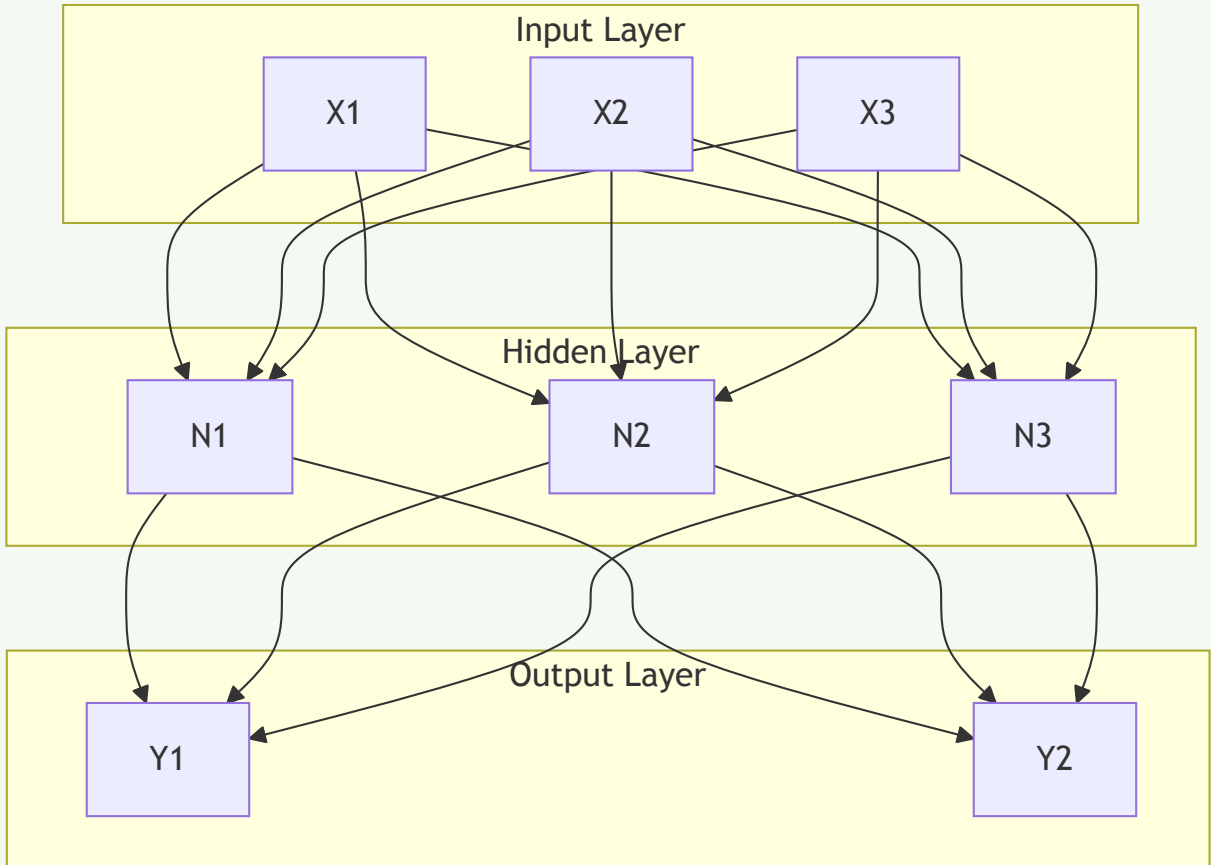 Input Layer
X1
X2
X3
Hidden Layer
N1
N2
N3
Output Layer
Y1
Y2